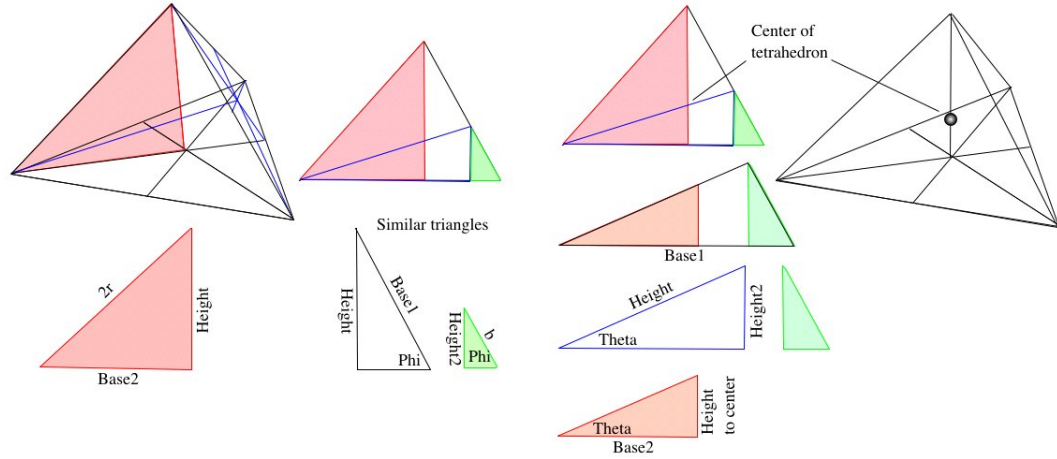 Center of
tetrahedron
Similar triangles
2r
Height
Base2
Height
Base1
Phi
Height2
b
Phi
Base1
Height
Theta
Height2
Theta
Base2
Height
to center